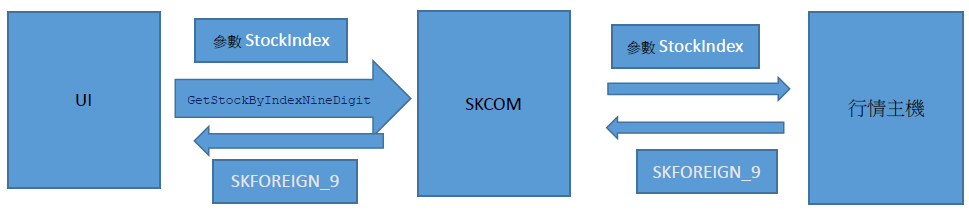 參數 StockIndex
UI
GetStockByIndexNineDigit
SKFOREIGN_9
SKCOM
參數 StockIndex
SKFOREIGN_9
行情主機